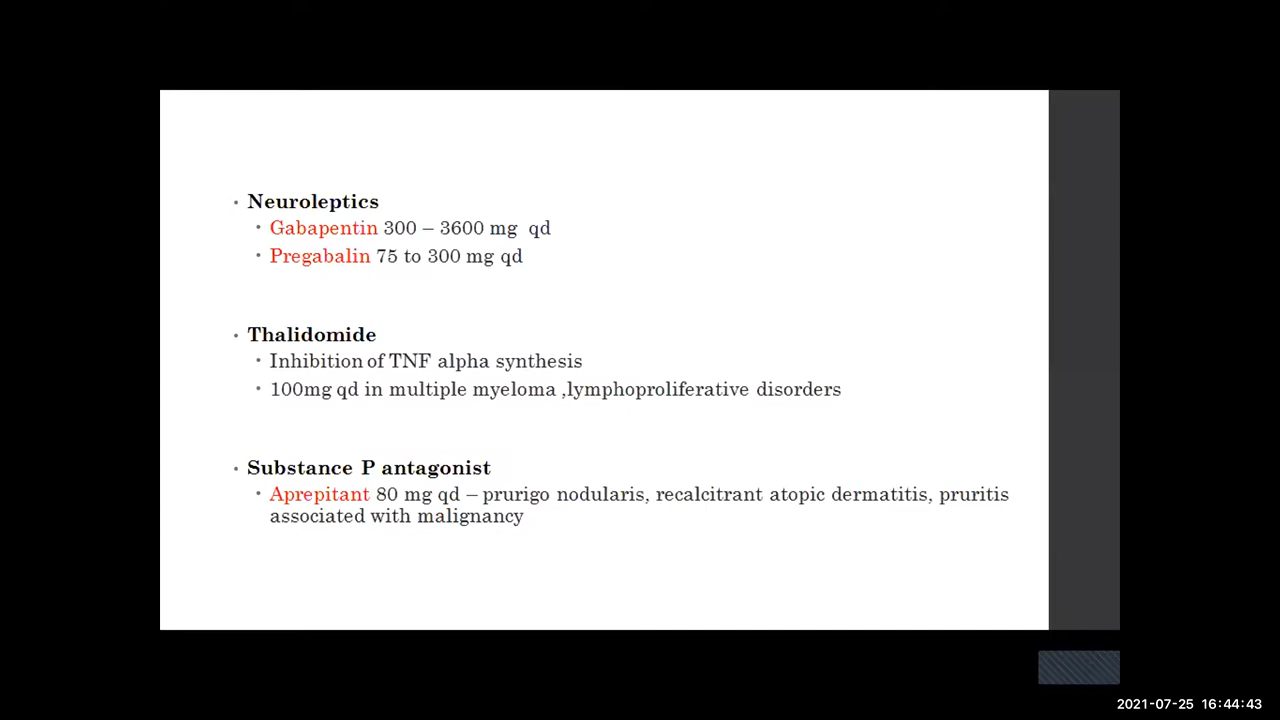 • Neuroleptics
• Gabapentin 300 – 3600 mg qd
• Pregabalin 75 to 300 mg qd
• Thalidomide
• Inhibition of TNF alpha synthesis
• 100mg qd in multiple myeloma ,lymphoproliferative disorders
• Substance P antagonist
• Aprepitant 80 mg qd – prurigo nodularis, recalcitrant atopic dermatitis, pruritis
associated with malignancy
2021-07-25 16:44:43